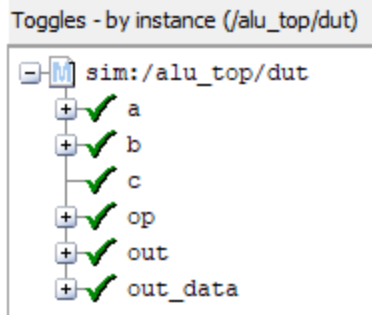 Toggles - by instance (/alu_top/dut)
M sim:/alu_top/dut
a
b
c
op
out
out_data